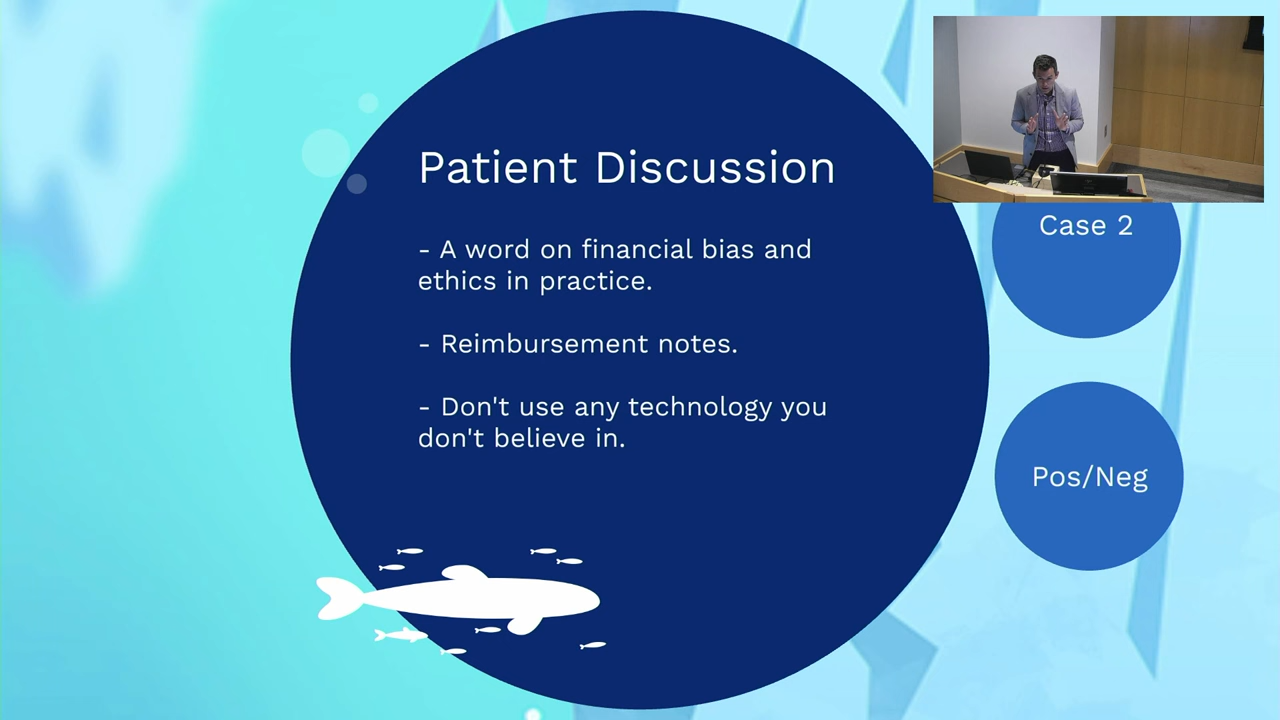 Patient Discussion
- A word on financial bias and
ethics in practice.
- Reimbursement notes.
- Don't use any technology you
don't believe in.
Case 2
Pos/Neg